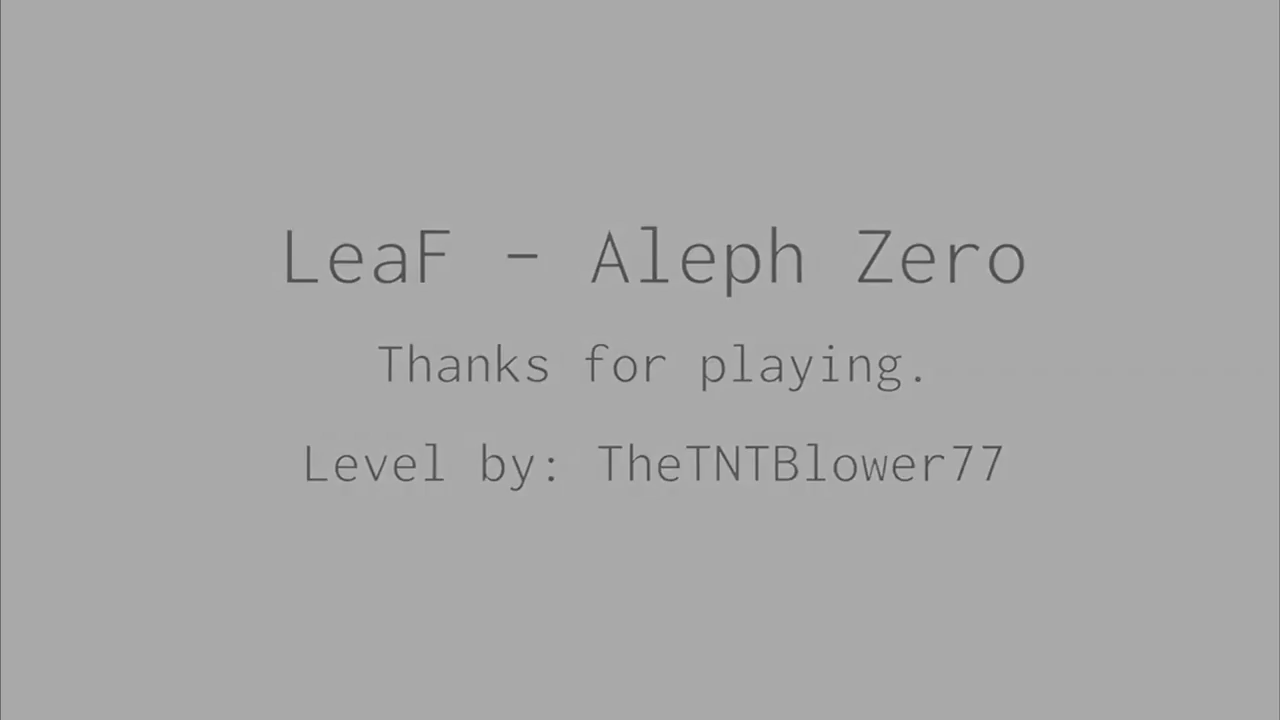 LeaF - Aleph Zero
Thanks for playing.
Level by: TheTNTBlower77